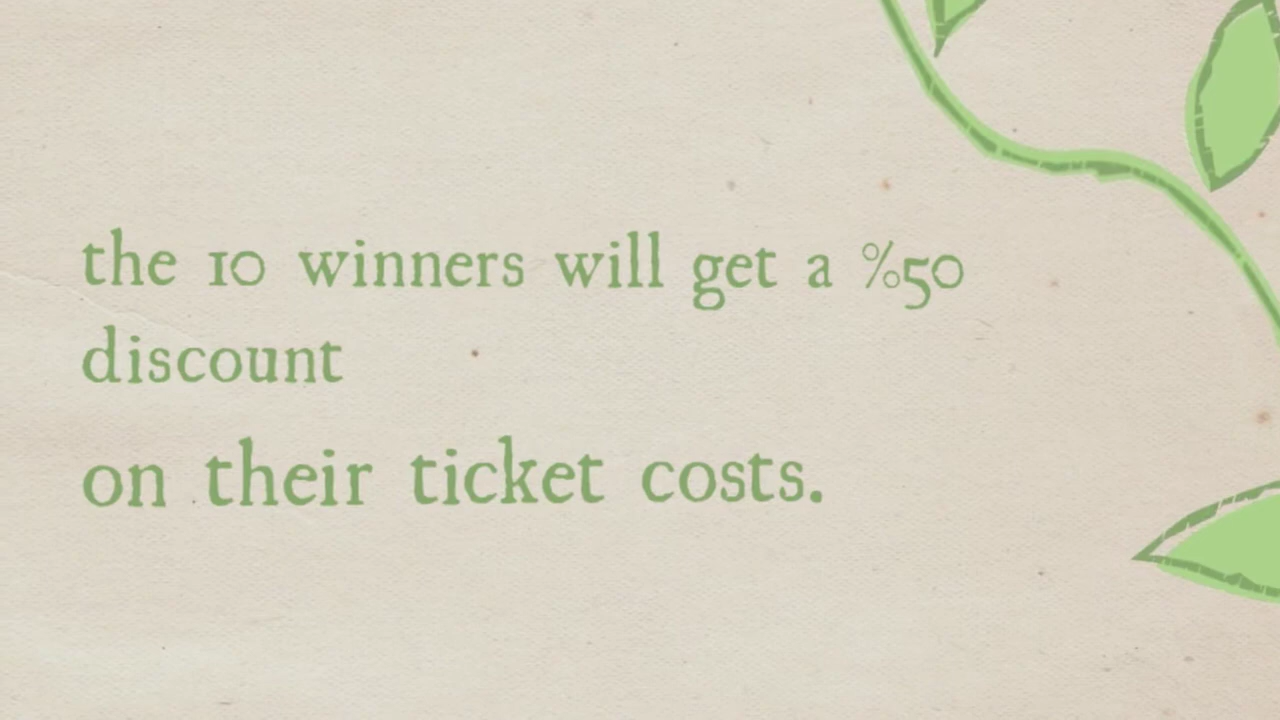 the 10 winners will get a %50
discount
on their ticket costs.